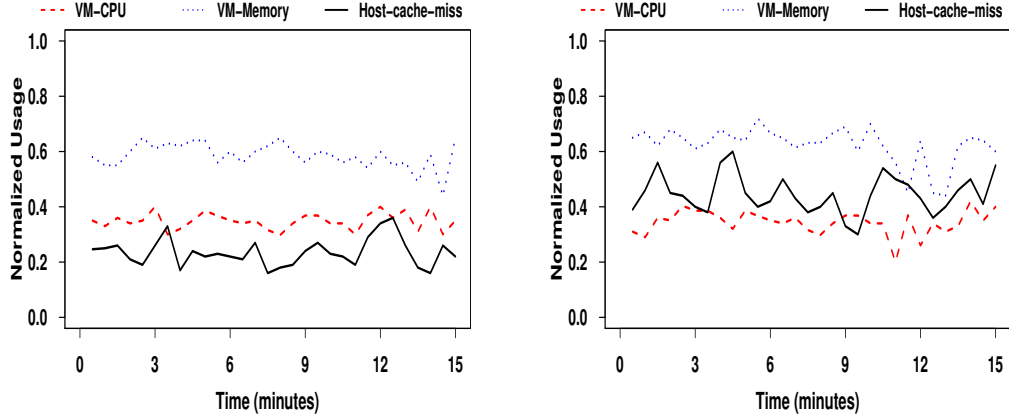 VM-CPU VM-Memory Host-cache-miss
Normalized Usage
1.0
0.8
0.6
0.4
0.2
0.0
0 3 6 9 12 15
Time (minutes)
VM-CPU VM-Memory Host-cache-miss
Normalized Usage
1.0
0.8
0.6
0.4
0.2
0.0
0 3 6 9 12 15
Time (minutes)